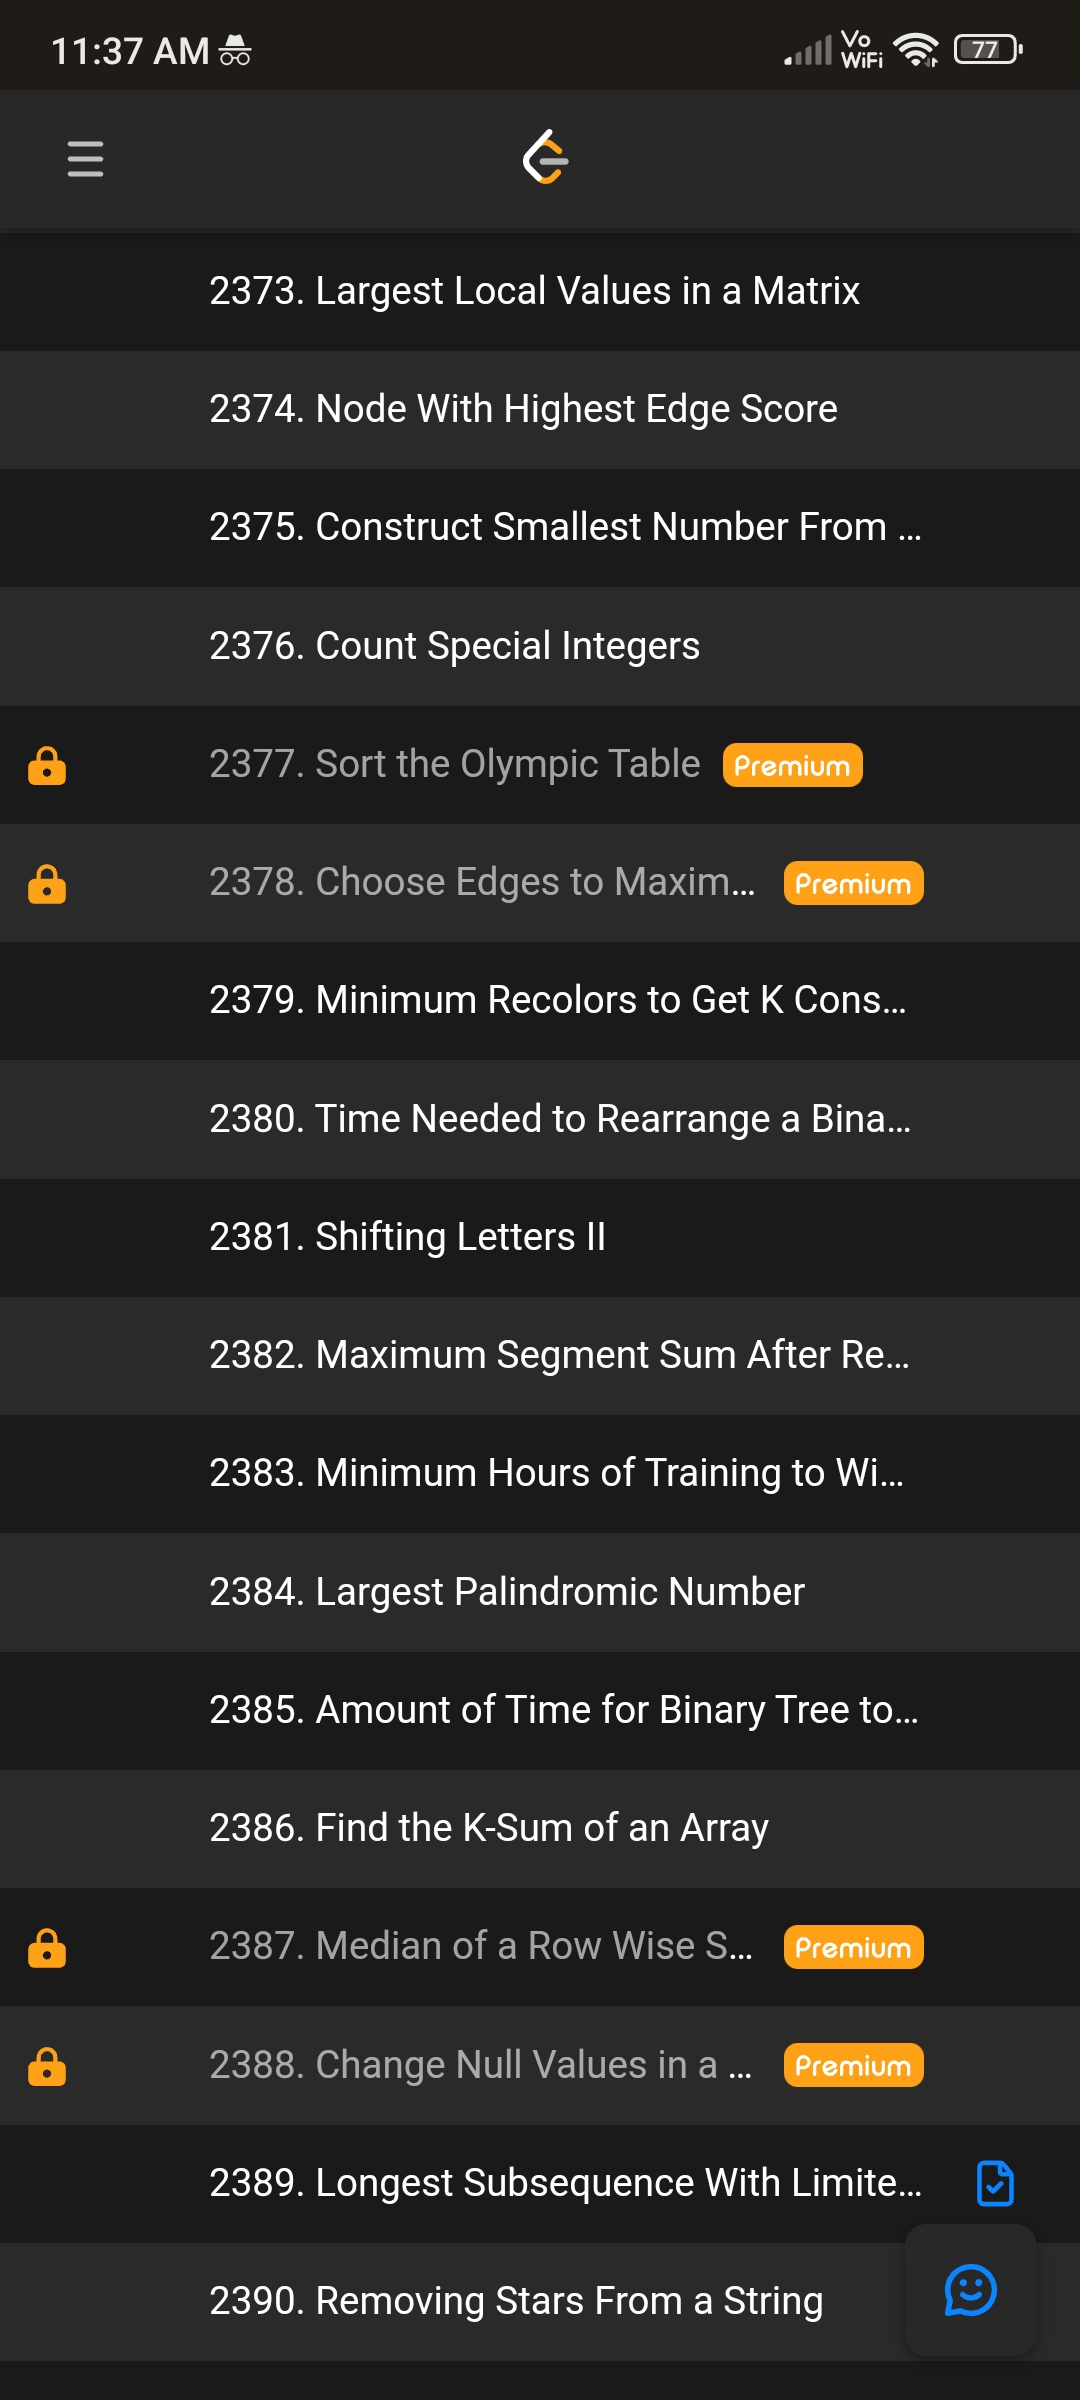 11:37 AM
Vo
WiFi
77
2373. Largest Local Values in a Matrix
2374. Node With Highest Edge Score
2375. Construct Smallest Number From ...
2376. Count Special Integers
2377. Sort the Olympic Table Premium
2378. Choose Edges to Maxim... Premium
2379. Minimum Recolors to Get K Cons...
2380. Time Needed to Rearrange a Bina...
2381. Shifting Letters II
2382. Maximum Segment Sum After Re...
2383. Minimum Hours of Training to Wi...
2384. Largest Palindromic Number
2385. Amount of Time for Binary Tree to...
2386. Find the K-Sum of an Array
2387. Median of a Row Wise S... Premium
2388. Change Null Values in a ... Premium
2389. Longest Subsequence With Limite...
2390. Removing Stars From a String